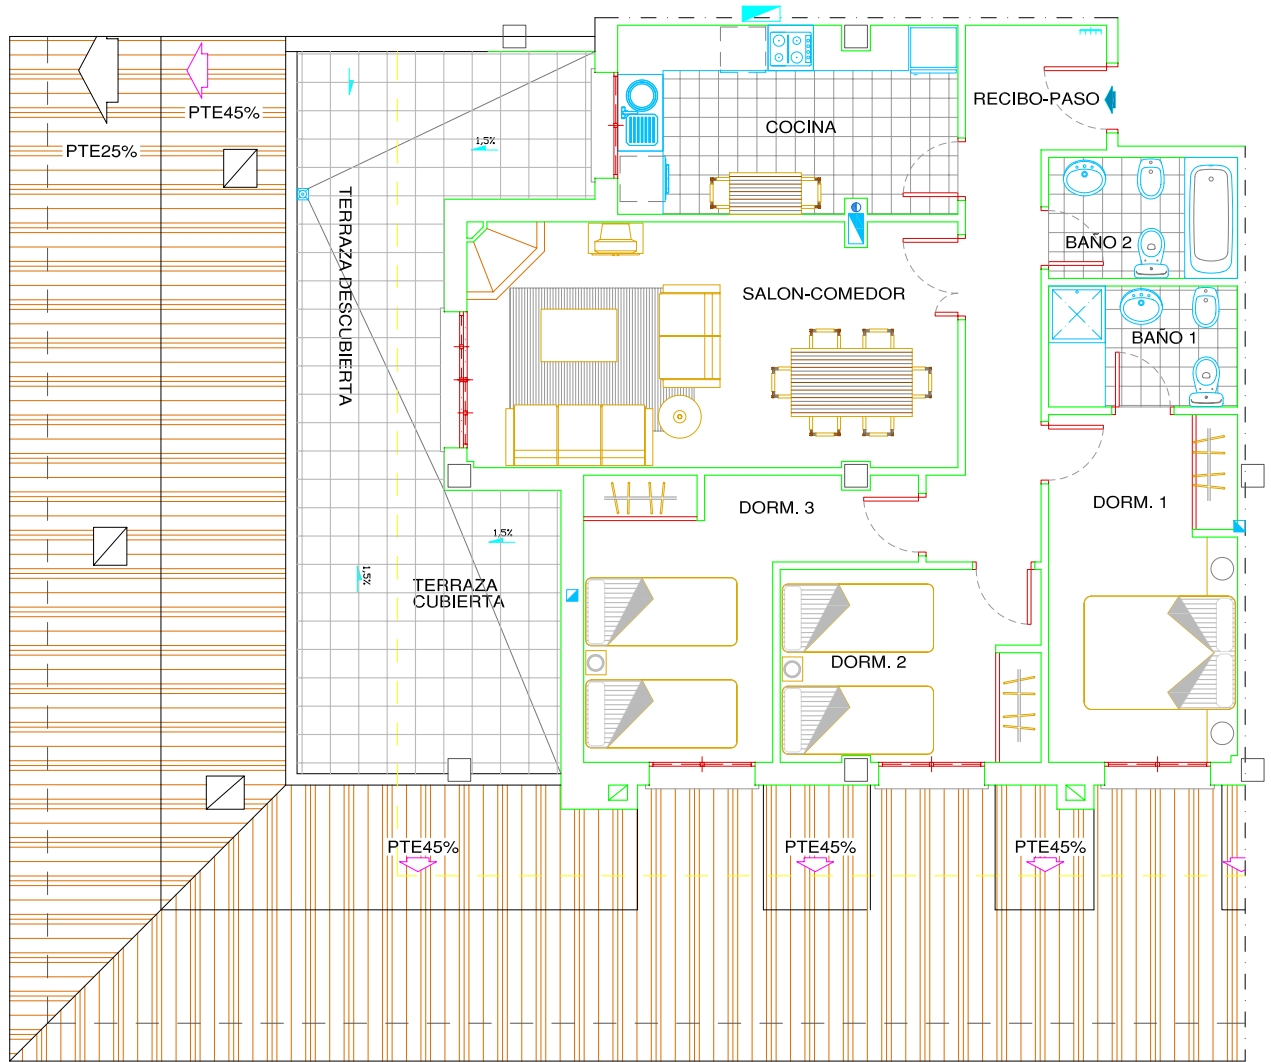 PTE45%
PTE25%
1,5%
COCINA
RECIBO-PASO
TERRAZA DESCUBIERTA
BAÑO 2
SALON-COMEDOR
BAÑO 1
DORM. 3
DORM. 1
1,5%
1,5%
TERRAZA
CUBIERTA
DORM. 2
PTE45%
PTE45%
PTE45%